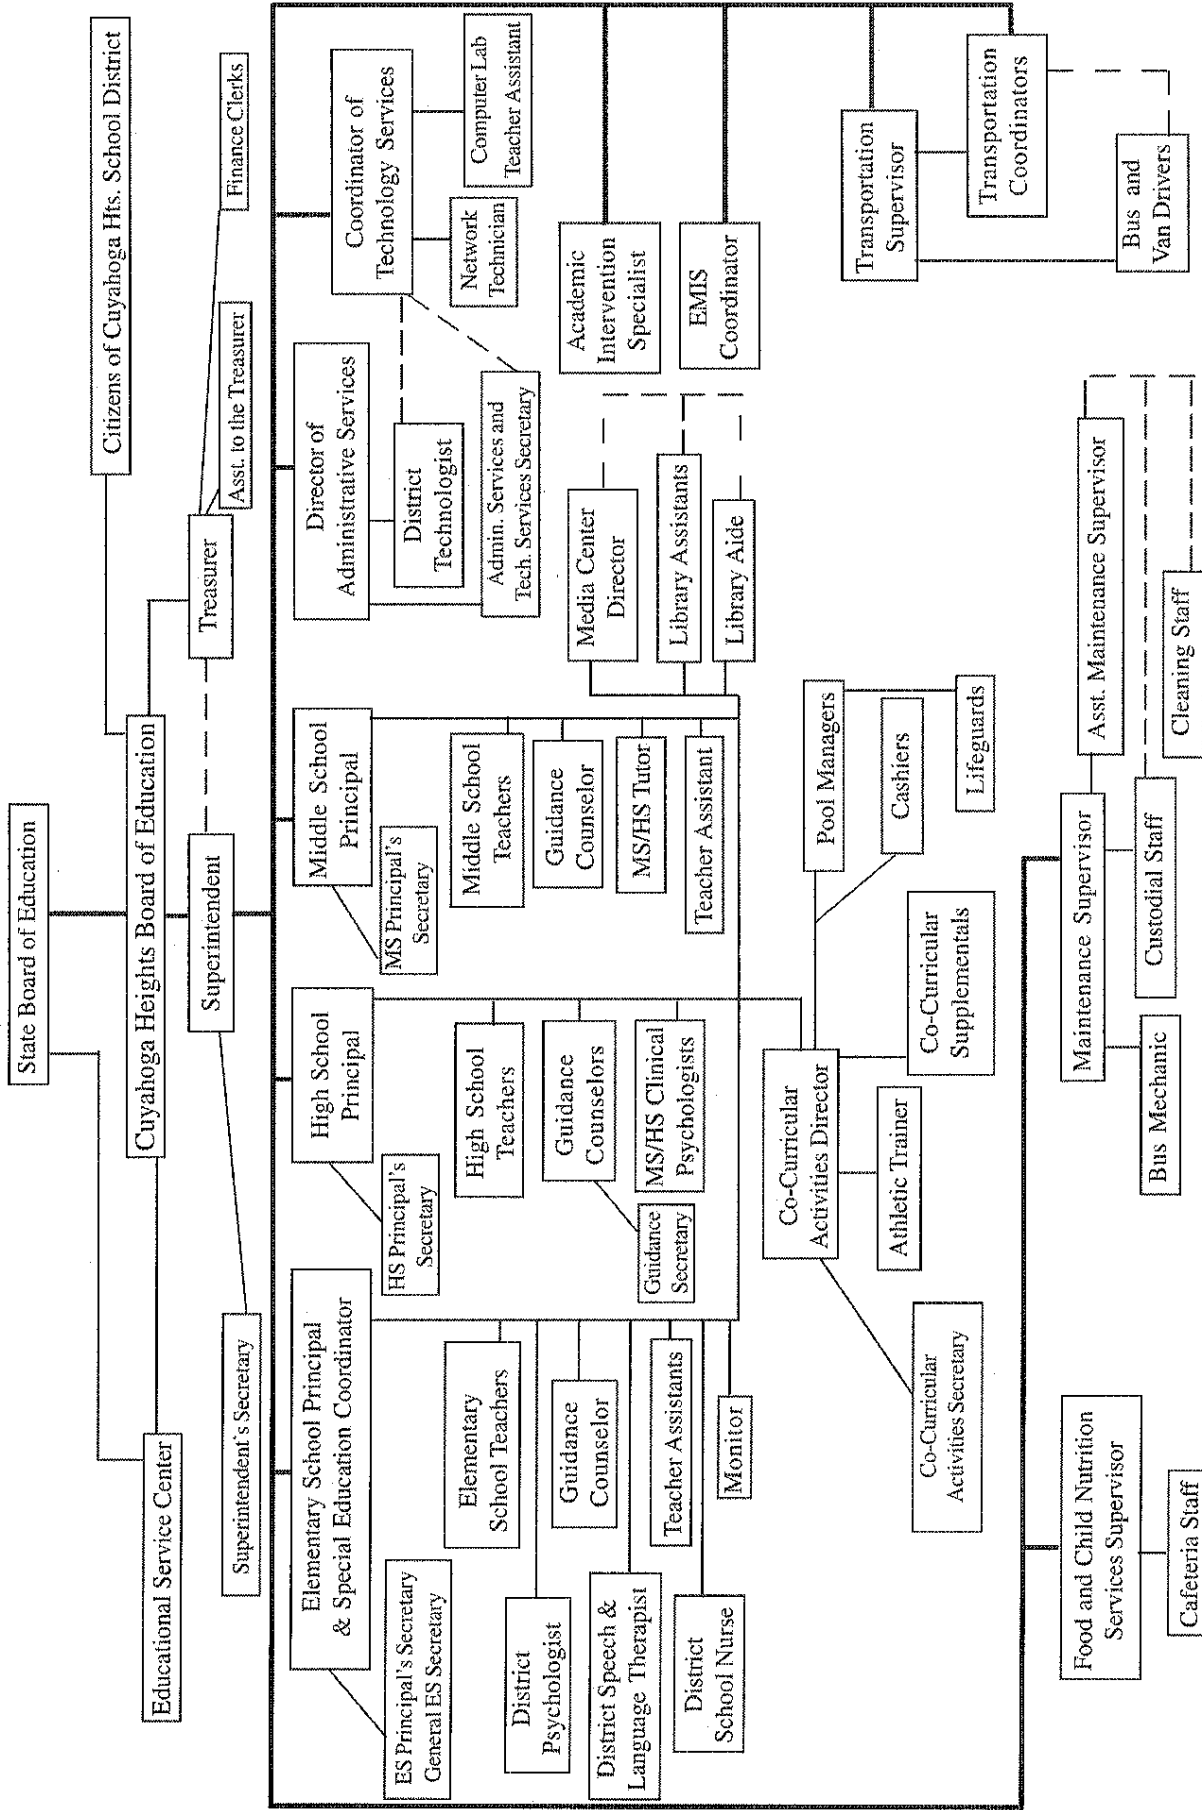 State Board of Education
Citizens of Cuyahoga Hts. School District
Educational Service Center
Cuyahoga Heights Board of Education
Superintendent's Secretary
Superintendent
Treasurer
Asst. to the Treasurer
Finance Clerks
Elementary School Principal
& Special Education Coordinator
ES Principal's Secretary
General ES Secretary
Elementary
School Teachers
District
Psychologist
Guidance
Counselor
District Speech &
Language Therapist
Teacher Assistants
District
School Nurse
Monitor
High School
Principal
HS Principal's
Secretary
High School
Teachers
Guidance
Counselors
Guidance
Secretary
MS/HS Clinical
Psychologists
Middle School
Principal
MS Principal's
Secretary
Middle School
Teachers
Guidance
Counselor
MS/HS Tutor
Teacher Assistant
Director of
Administrative Services
District
Technologist
Admin. Services and
Tech. Services Secretary
Coordinator of
Technology Services
Network
Technician
Computer Lab
Teacher Assistant
Media Center
Director
Library Assistants
Library Aide
Academic
Intervention
Specialist
EMIS
Coordinator
Co-Curricular
Activities Director
Co-Curricular
Activities Secretary
Athletic Trainer
Co-Curricular
Supplementals
Pool Managers
Cashiers
Lifeguards
Transportation
Supervisor
Transportation
Coordinators
Bus and
Van Drivers
Food and Child Nutrition
Services Supervisor
Cafeteria Staff
Maintenance Supervisor
Asst. Maintenance Supervisor
Bus Mechanic
Custodial Staff
Cleaning Staff